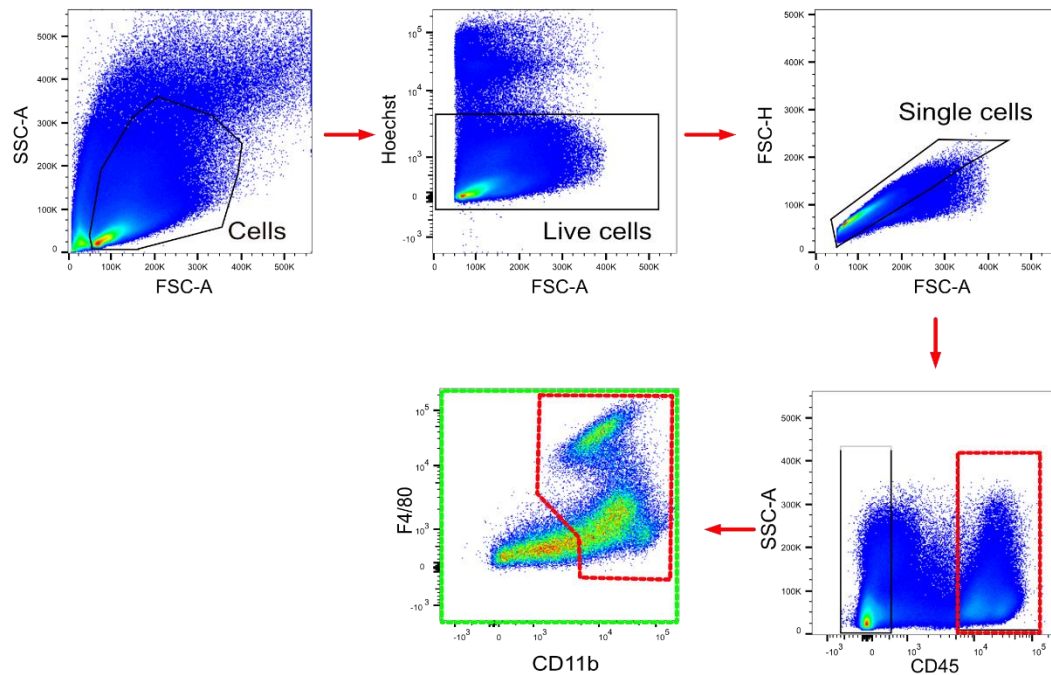 SSC-A
500K
400K
300K
200K
100K
0
Cells
0 100K 200K 300K 400K 500K
FSC-A
Hoechst
10^5
10^4
10^3
0
-10^3
Live cells
0 100K 200K 300K 400K 500K
FSC-A
FSC-H
500K
400K
300K
200K
100K
0
Single cells
0 100K 200K 300K 400K 500K
FSC-A
F4/80
10^5
10^4
10^3
0
-10^3
-10^3 0 10^3 10^4 10^5
CD11b
SSC-A
500K
400K
300K
200K
100K
0
-10^3 0 10^3 10^4 10^5
CD45